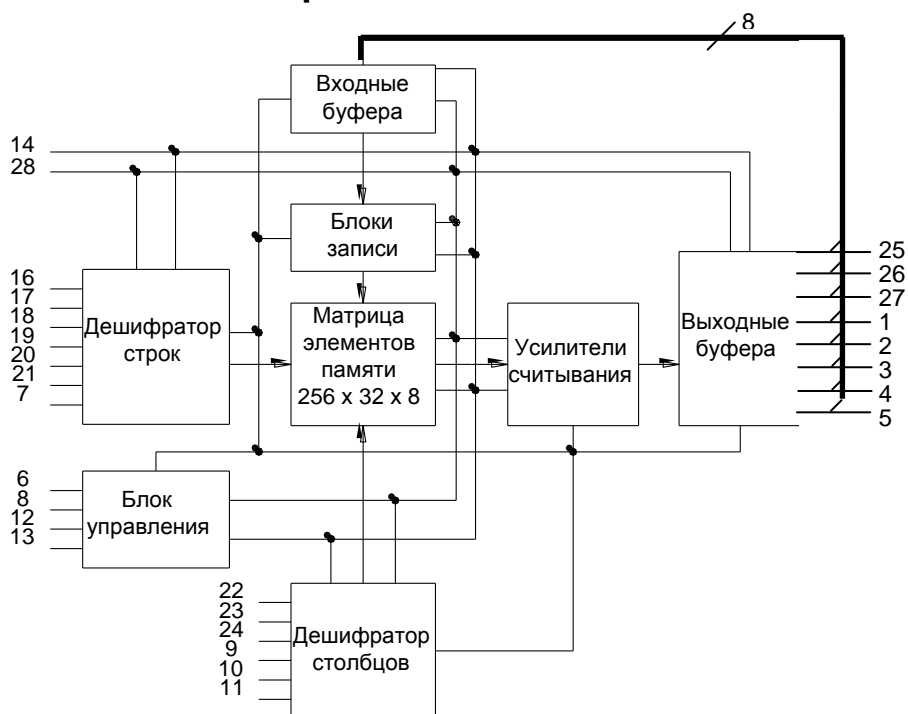 8
Входные
буфера
14
28
Блоки
записи
25
26
27
1
2
3
4
5
16
17
18
19
20
21
7
Дешифратор
строк
Матрица
элементов
памяти
256 x 32 x 8
Усилители
считывания
Выходные
буфера
6
8
12
13
Блок
управления
22
23
24
9
10
11
Дешифратор
столбцов